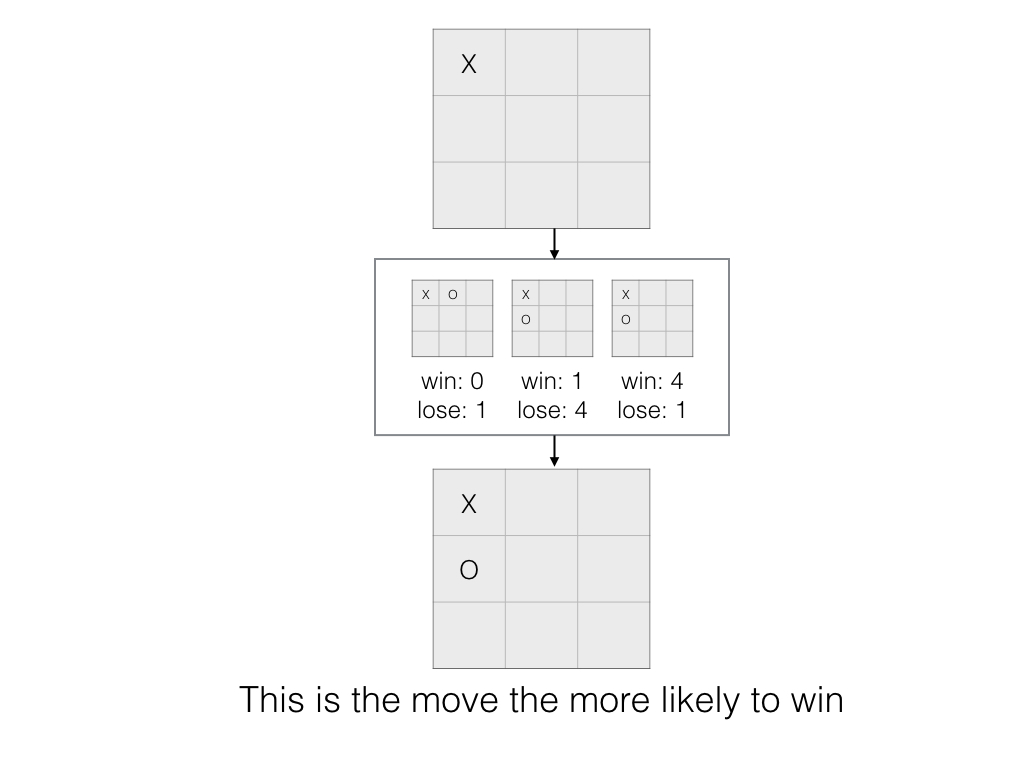 X
X O
X
X
O
O
win: 0
win: 1
win: 4
lose: 1
lose: 4
lose: 1
X
O
This is the move the more likely to win